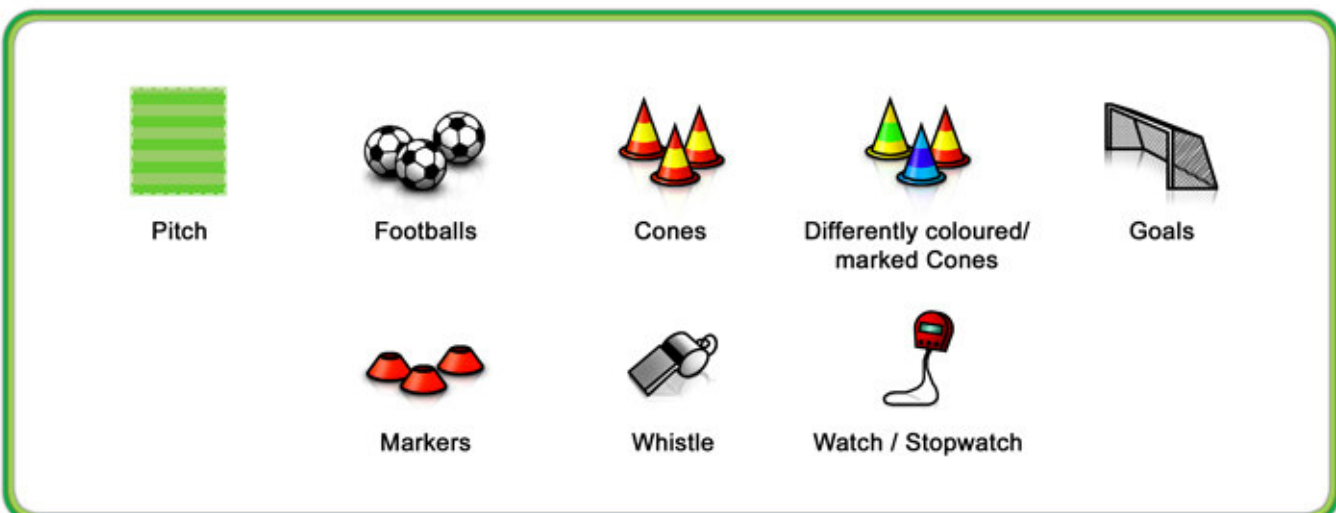 Pitch
Footballs
Cones
Differently coloured/
marked Cones
Goals
Markers
Whistle
Watch / Stopwatch